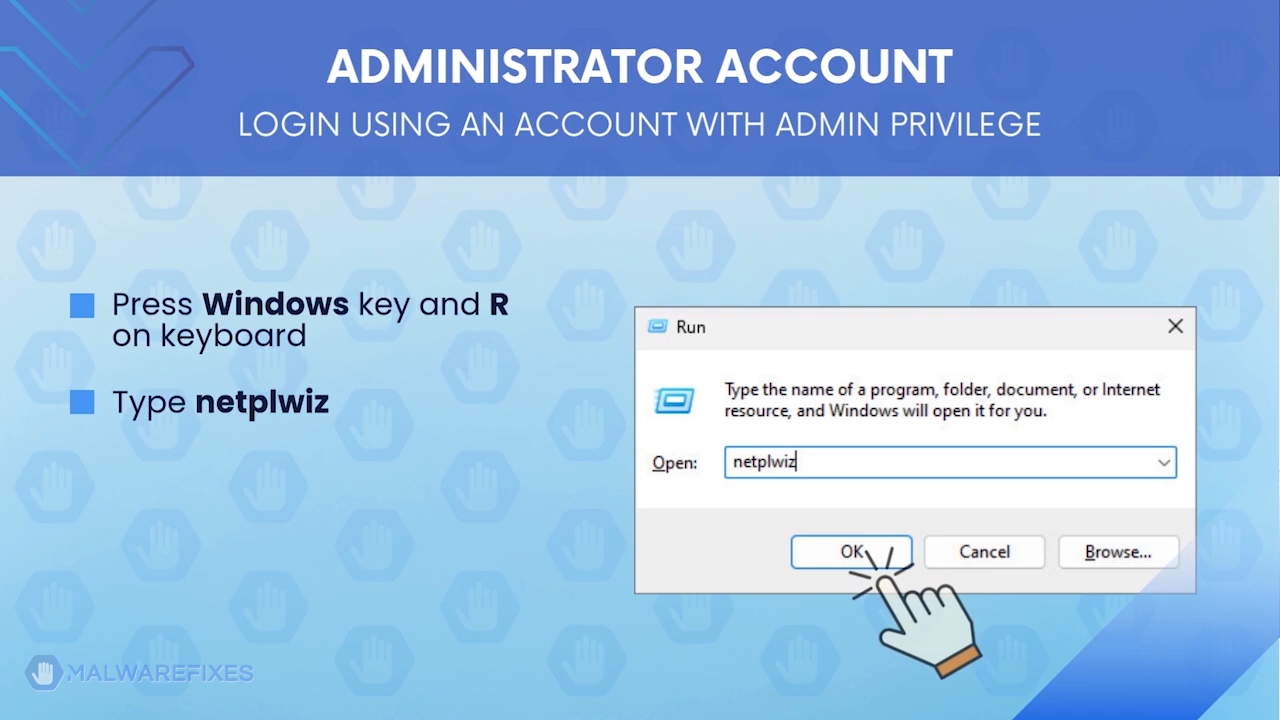 ADMINISTRATOR ACCOUNT
LOGIN USING AN ACCOUNT WITH ADMIN PRIVILEGE
Press Windows key and R
on keyboard
Type netplwiz
Run
Type the name of a program, folder, document, or Internet
resource, and Windows will open it for you.
Open: netplwiz
OK Cancel Browse...
MALWAREFIXES